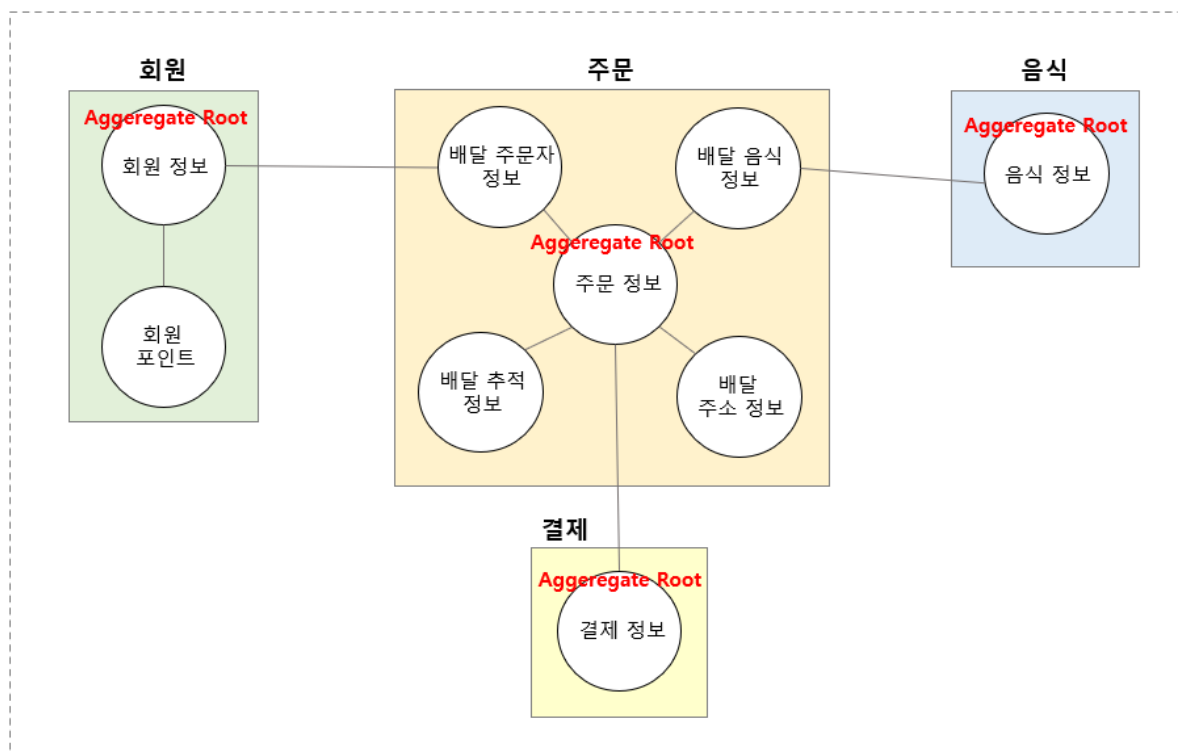 회원
Aggeregate Root
회원 정보
회원
포인트
주문
배달 주문자
정보
배달 음식
정보
Aggeregate Root
주문 정보
배달 추적
정보
배달
주소 정보
음식
Aggeregate Root
음식 정보
결제
Aggeregate Root
결제 정보